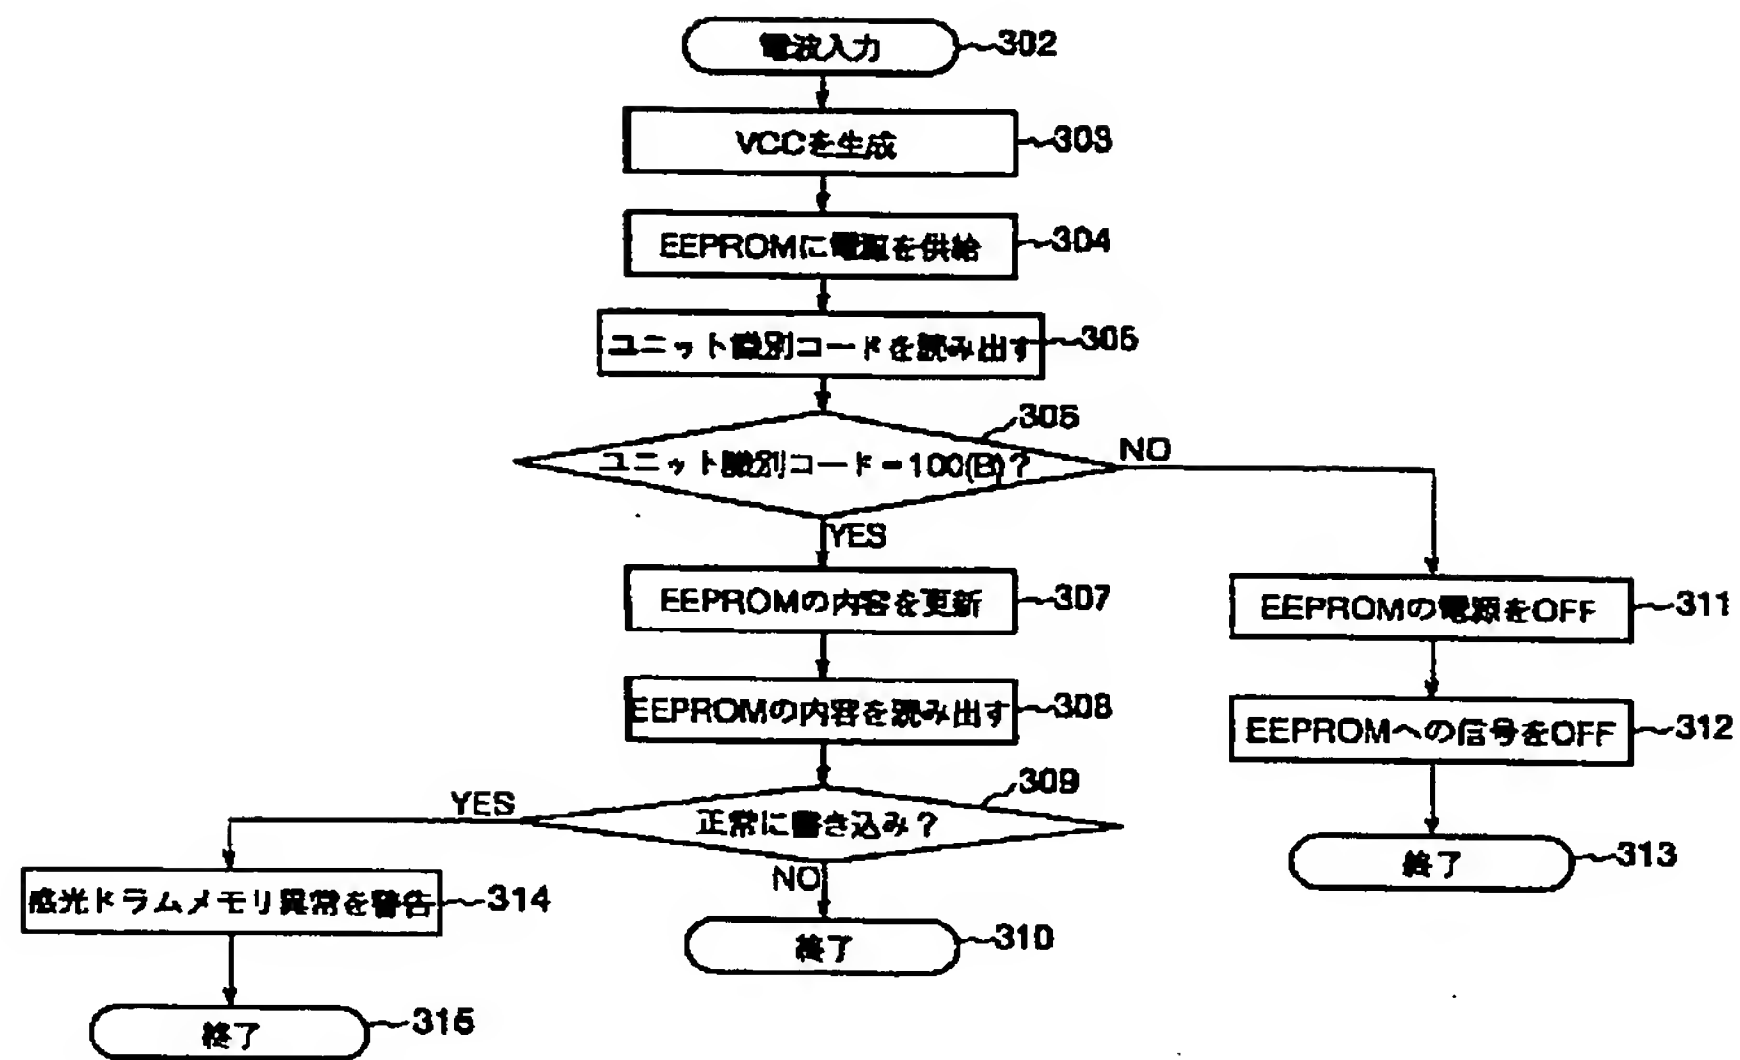 電波入力
302
VCCを生成
303
EEPROMに電源を供給
304
ユニット識別コードを読み出す
305
306
ユニット識別コード=100(B)?
NO
YES
EEPROMの内容を更新
307
EEPROMの電源をOFF
311
EEPROMの内容を読み出す
308
EEPROMへの信号をOFF
312
309
YES
正常に書き込み?
NO
終了
313
感光ドラムメモリ異常を警告
314
終了
310
終了
315